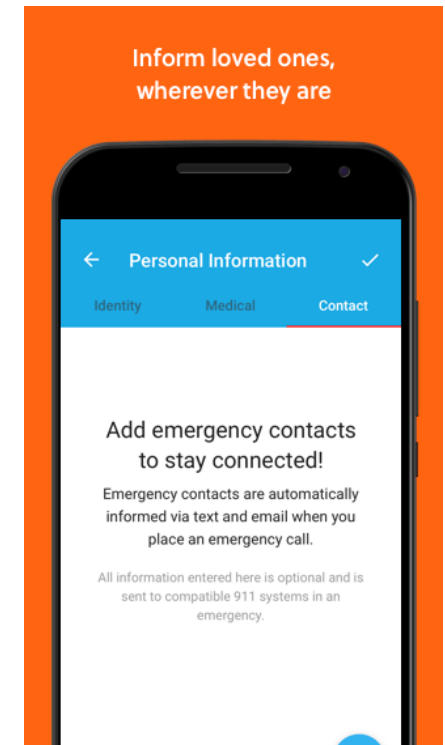 Inform loved ones,
wherever they are
Personal Information
Identity Medical Contact
Add emergency contacts
to stay connected!
Emergency contacts are automatically
informed via text and email when you
place an emergency call.
All information entered here is optional and is
sent to compatible 911 systems in an
emergency.